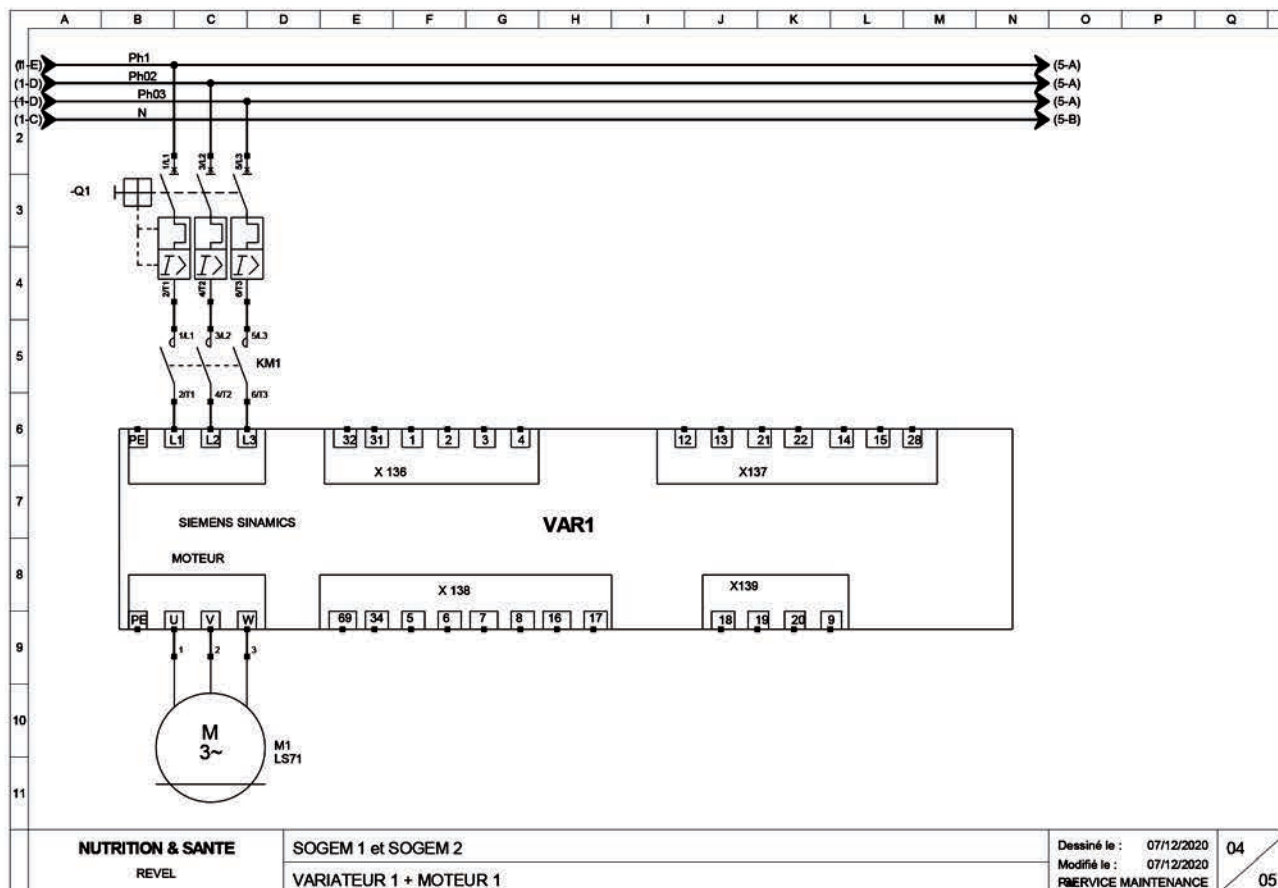 A B C D E F G H I J K L M N O P Q
Ph1
(1-D) Ph02 (5-A)
(1-D) Ph03 (5-A)
(1-C) N (5-B)
(5-A)
2
1/L1 3/L2 5/L3
-Q1
3
I> I> I>
4
2/T1 4/T2 6/T3
1/L1 3/L2 5/L3
5
KM1
2/T1 4/T2 6/T3
6
PE L1 L2 L3 32 31 1 2 3 4 12 13 21 22 14 15 28
X 136 X137
7
SIEMENS SINAMICS VAR1
MOTEUR
8
X 138 X139
PE U V W 69 34 5 6 7 8 16 17 18 19 20 9
9
1 2 3
10
M
3~
M1
LS71
11
NUTRITION & SANTE
REVEL
SOGEM 1 et SOGEM 2
VARIATEUR 1 + MOTEUR 1
Dessiné le : 07/12/2020
Modifié le : 07/12/2020
SERVICE MAINTENANCE
04
05